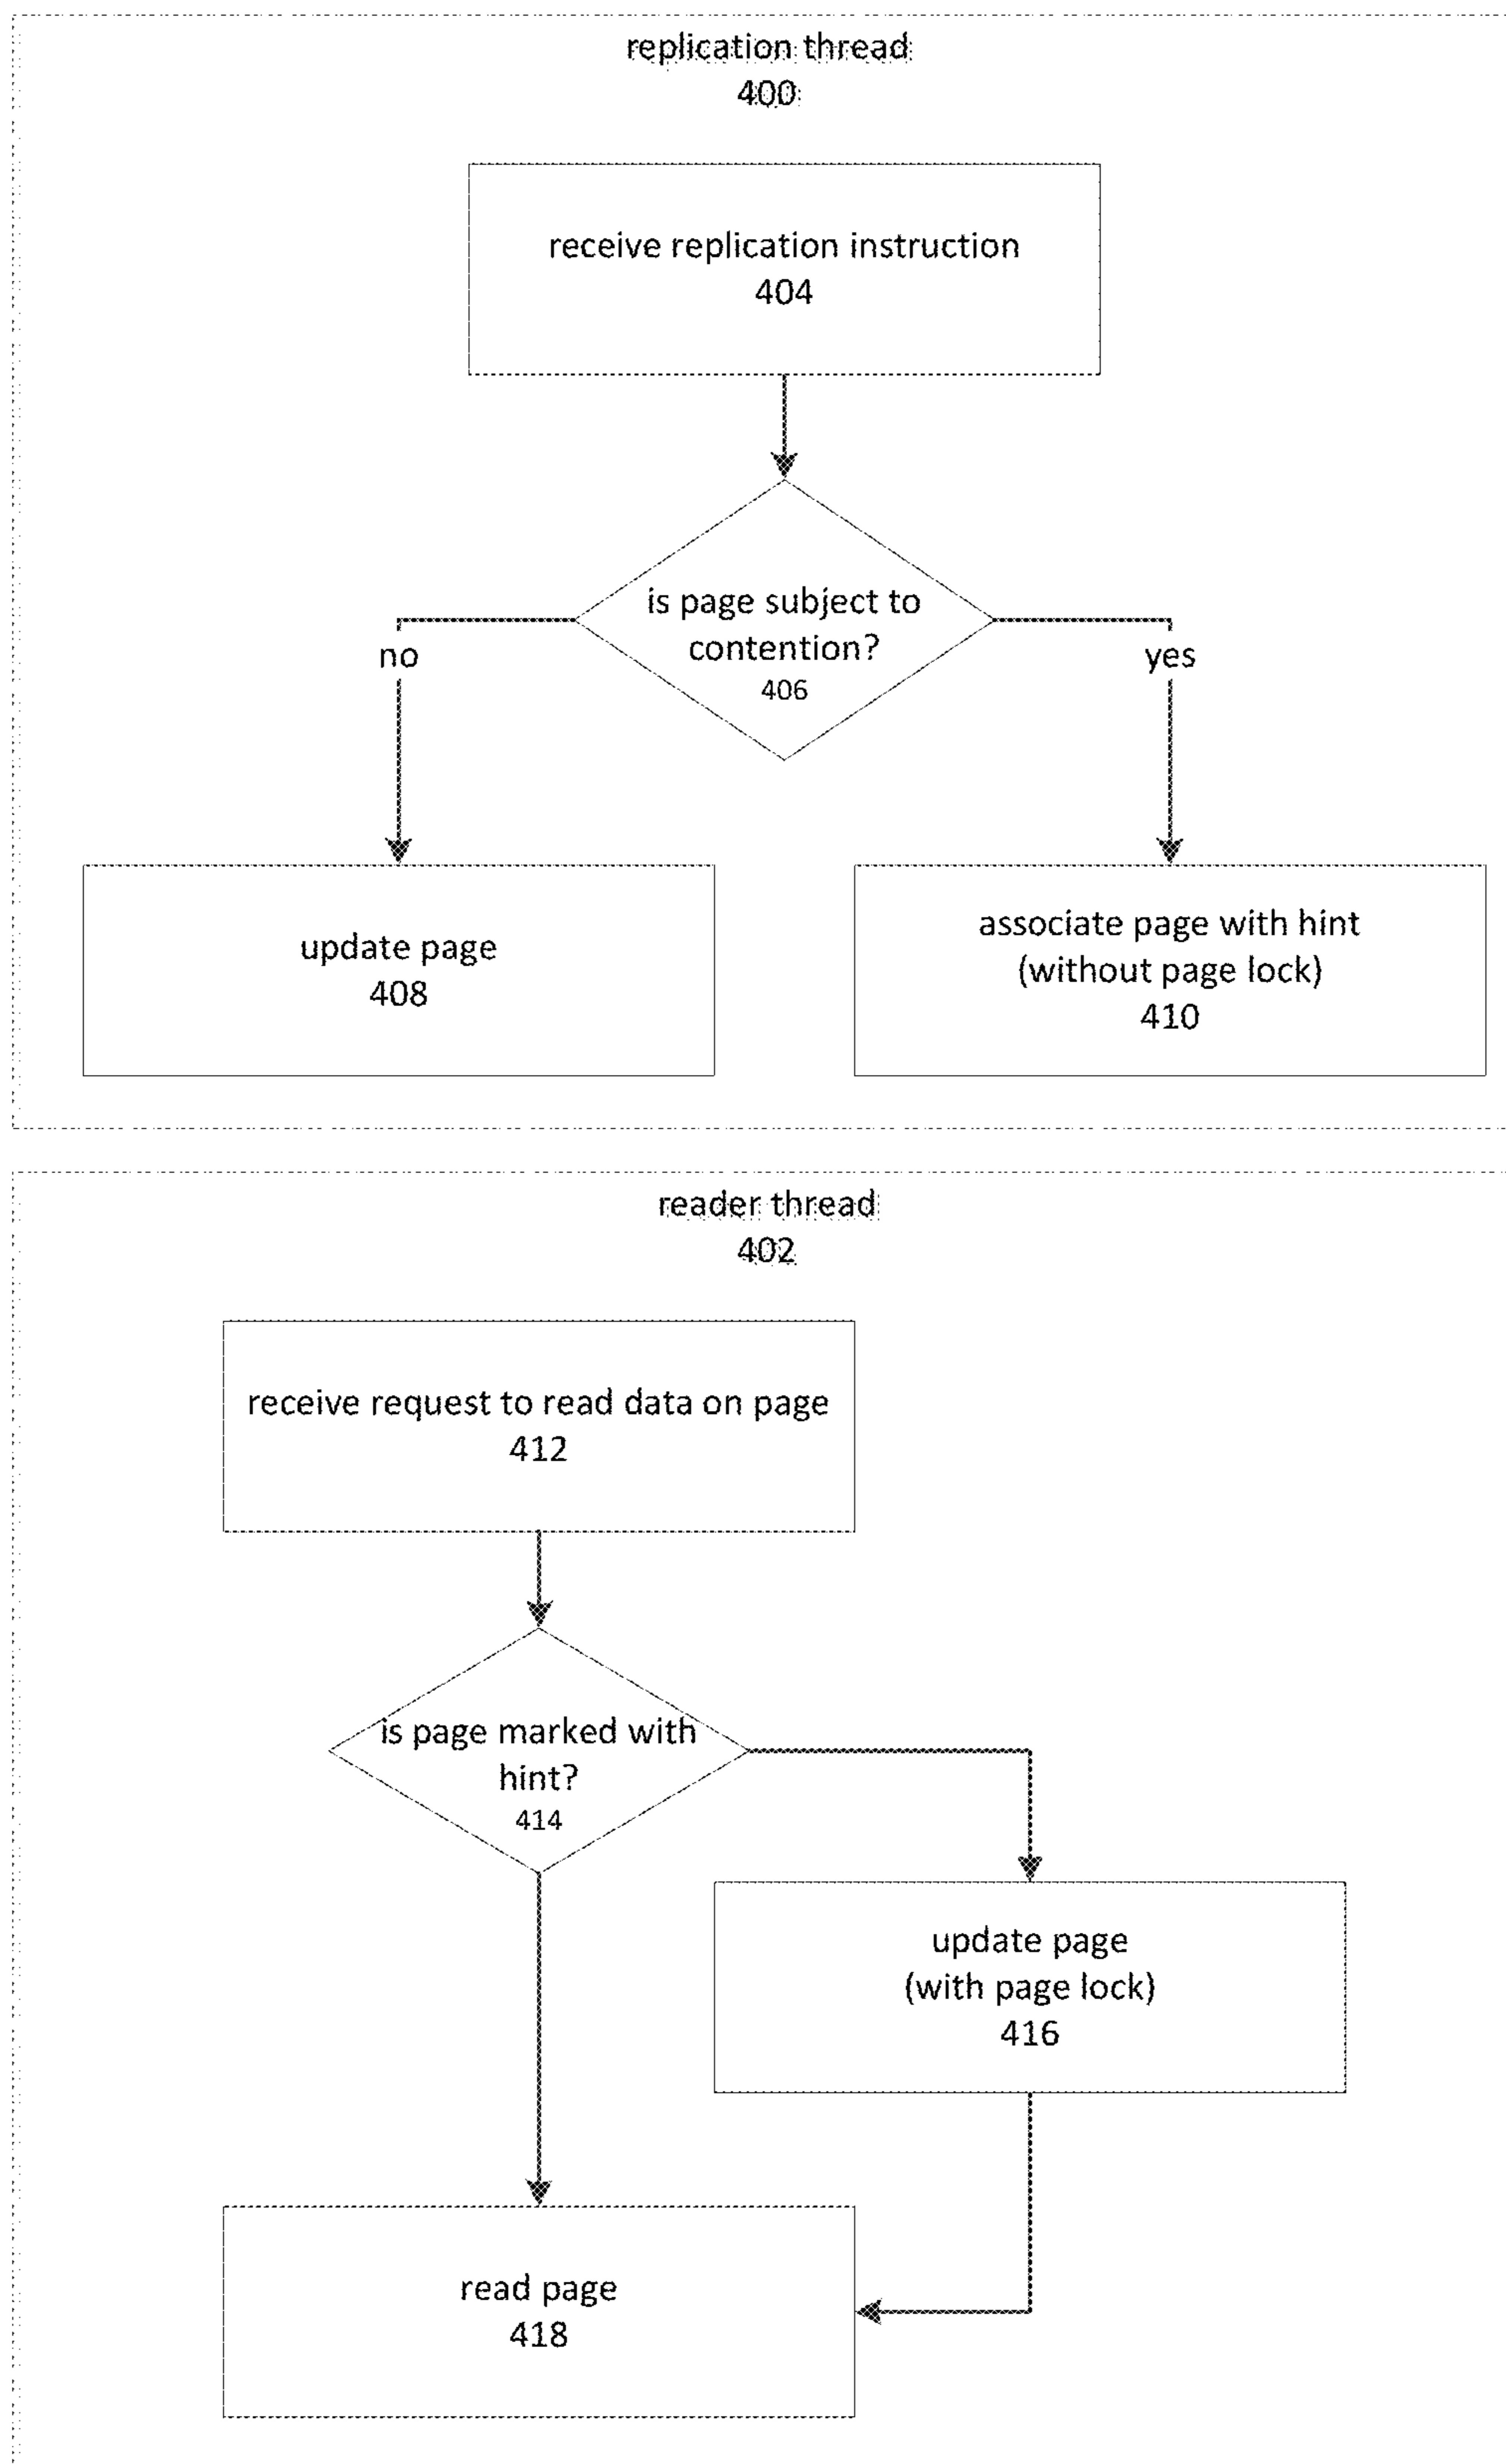 replication thread
400
receive replication instruction
404
is page subject to
contention?
406
no
yes
update page
408
associate page with hint
(without page lock)
410
reader thread
402
receive request to read data on page
412
is page marked with
hint?
414
update page
(with page lock)
416
read page
418